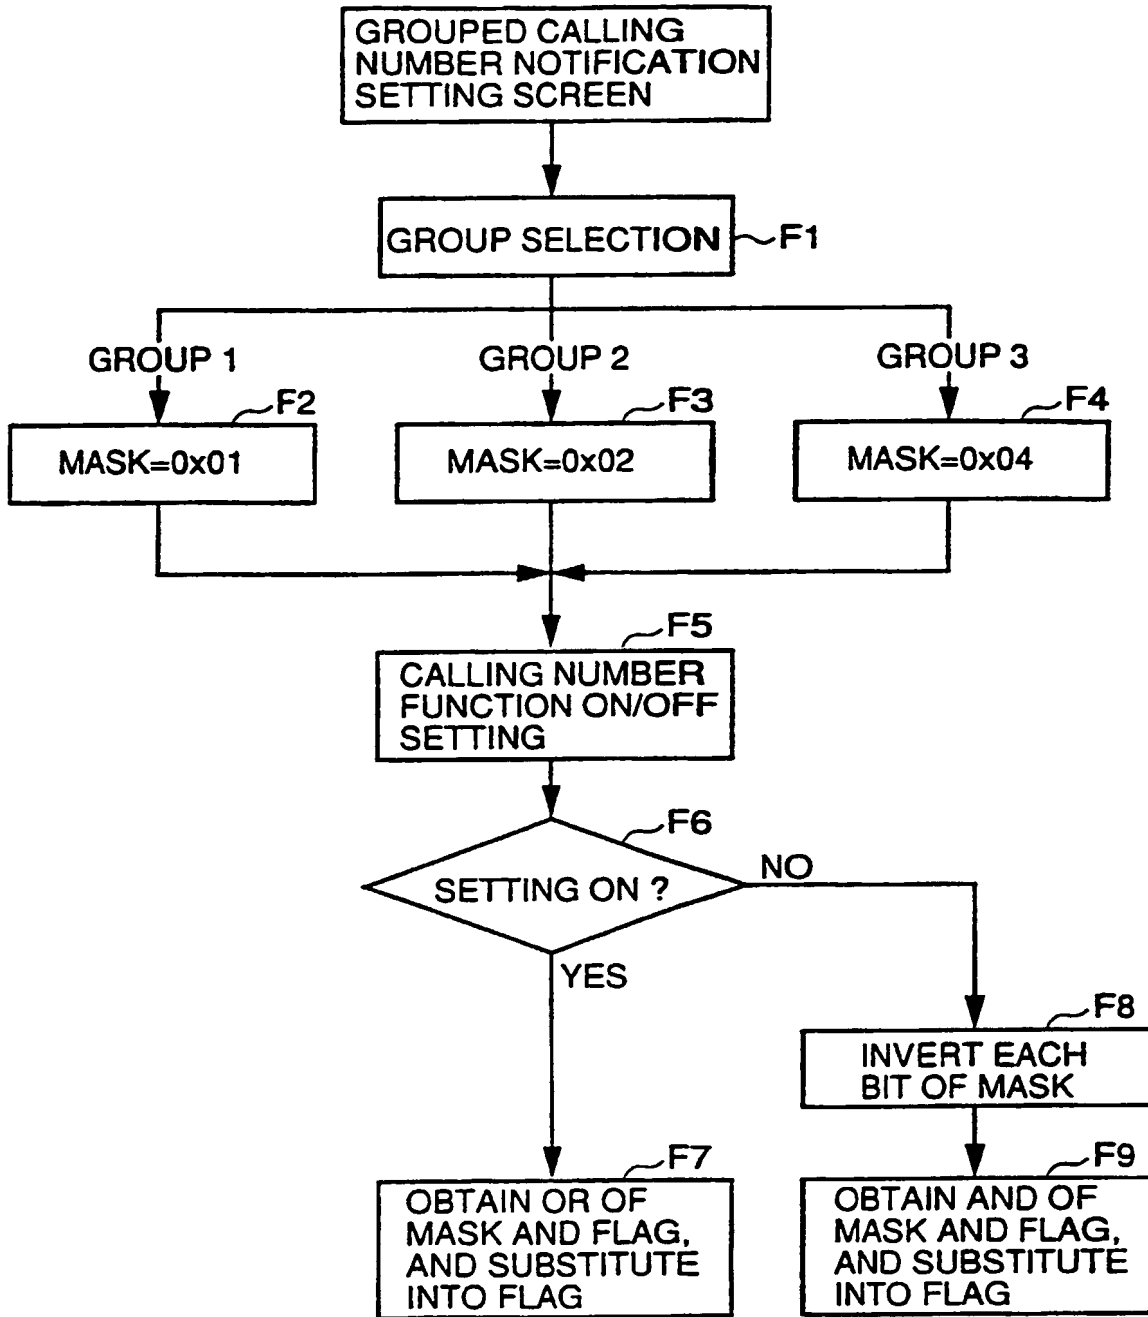 GROUPED CALLING
NUMBER NOTIFICATION
SETTING SCREEN
GROUP SELECTION
F1
GROUP 1
GROUP 2
GROUP 3
F2
F3
F4
MASK=0x01
MASK=0x02
MASK=0x04
F5
CALLING NUMBER
FUNCTION ON/OFF
SETTING
F6
SETTING ON ?
NO
YES
F8
INVERT EACH
BIT OF MASK
F7
OBTAIN OR OF
MASK AND FLAG,
AND SUBSTITUTE
INTO FLAG
F9
OBTAIN AND OF
MASK AND FLAG,
AND SUBSTITUTE
INTO FLAG